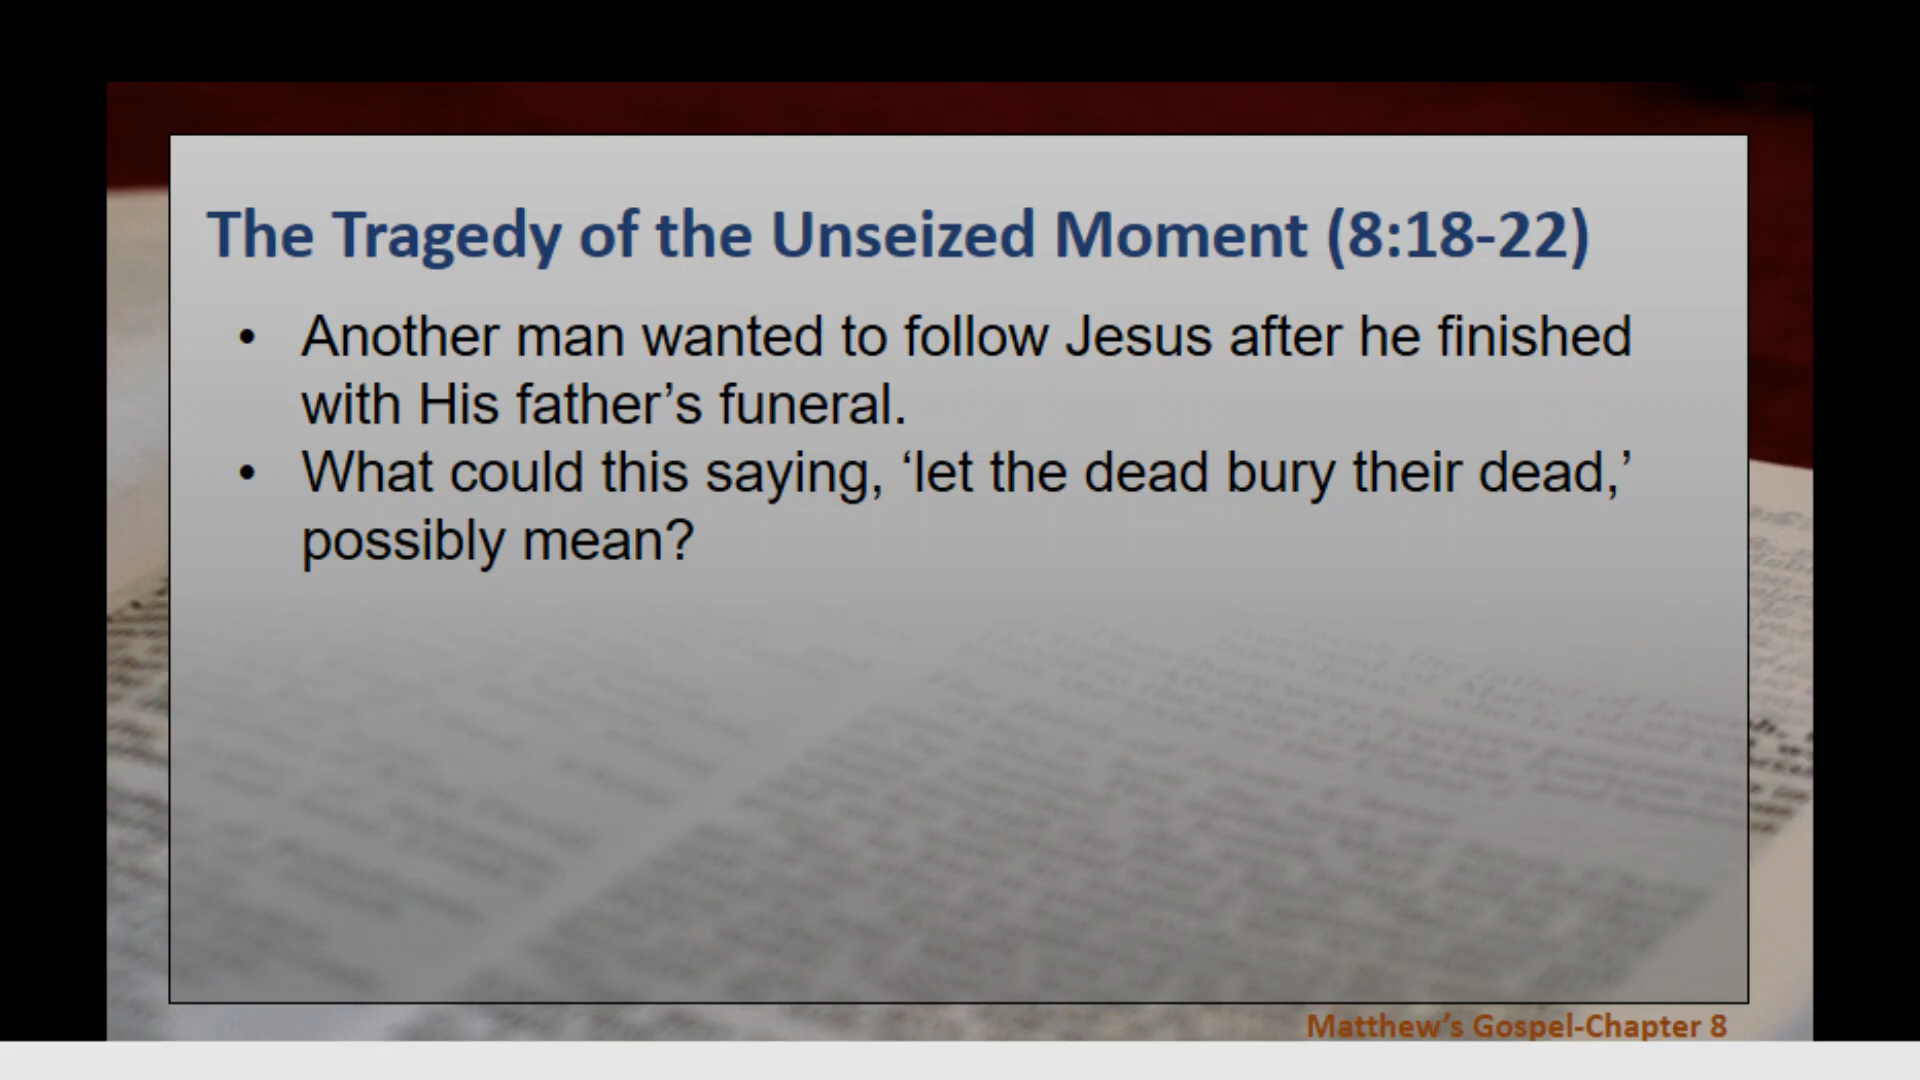 The Tragedy of the Unseized Moment (8:18-22)
• Another man wanted to follow Jesus after he finished
with His father’s funeral.
• What could this saying, ‘let the dead bury their dead,’
possibly mean?
Matthew’s Gospel-Chapter 8